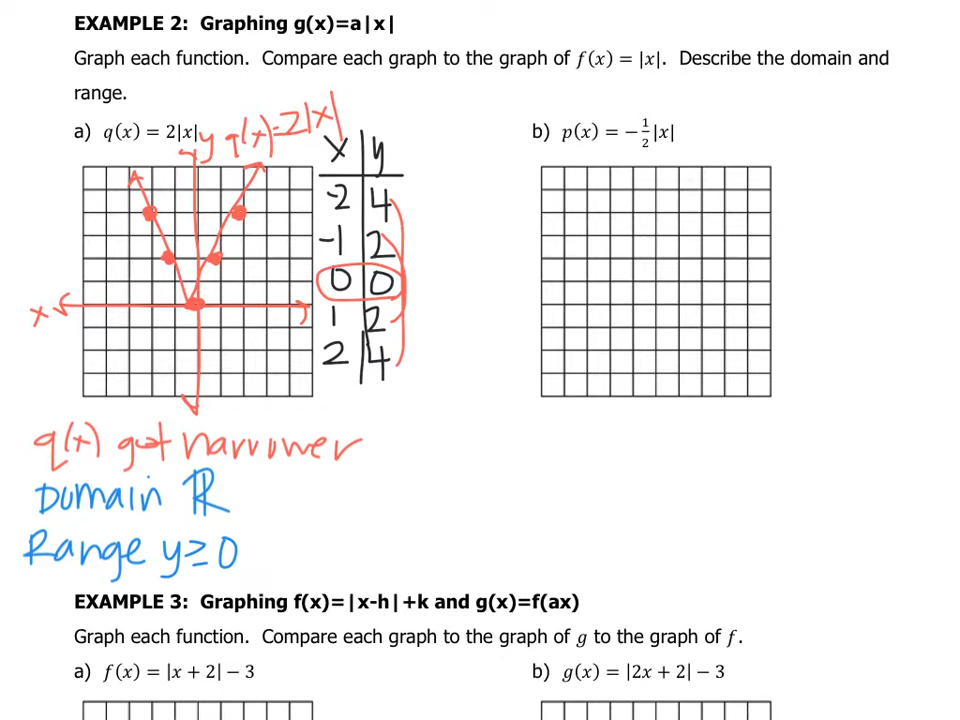 EXAMPLE 2: Graphing g(x)=a|x|
Graph each function. Compare each graph to the graph of f(x) = |x|. Describe the domain and
range.
a) q(x) = 2|x|
y q(x)=2|x|
b) p(x) = −½|x|
x | y
-2 | 4
-1 | 2
0 | 0
1 | 2
2 | 4
x
q(x) got narrower
Domain ℝ
Range y≥0
EXAMPLE 3: Graphing f(x)=|x-h|+k and g(x)=f(ax)
Graph each function. Compare each graph to the graph of g to the graph of f.
a) f(x) = |x + 2| − 3
b) g(x) = |2x + 2| − 3